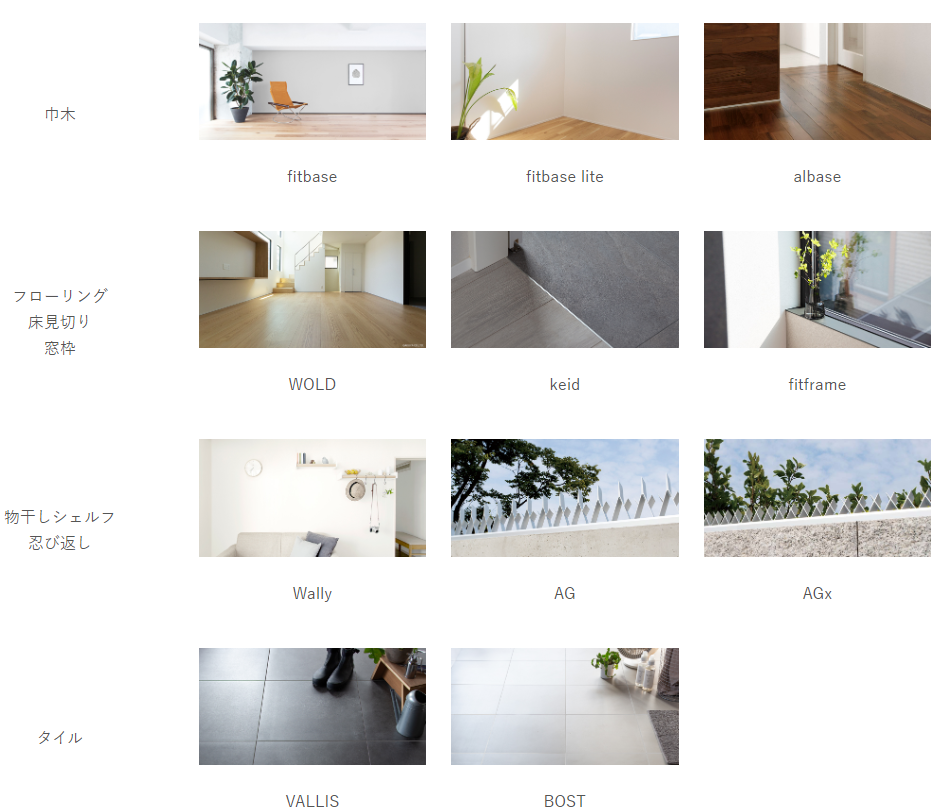 巾木
fitbase
fitbase lite
albase
フローリング
床見切り
窓枠
WOLD
keid
fitframe
物干しシェルフ
忍び返し
Wally
AG
AGx
タイル
VALLIS
BOST